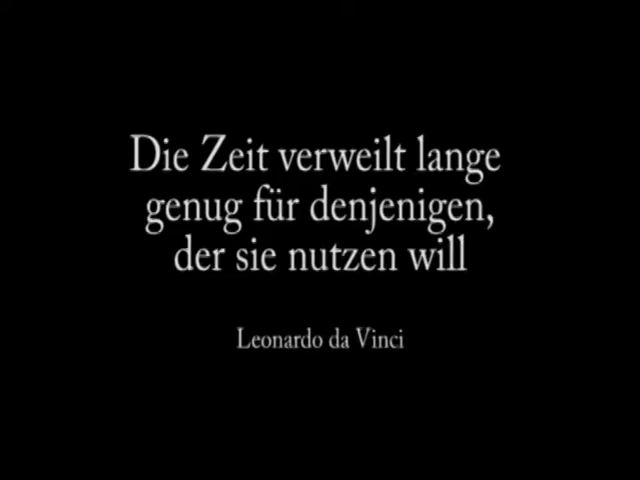 Die Zeit verweilt lange
genug für denjenigen,
der sie nutzen will
Leonardo da Vinci